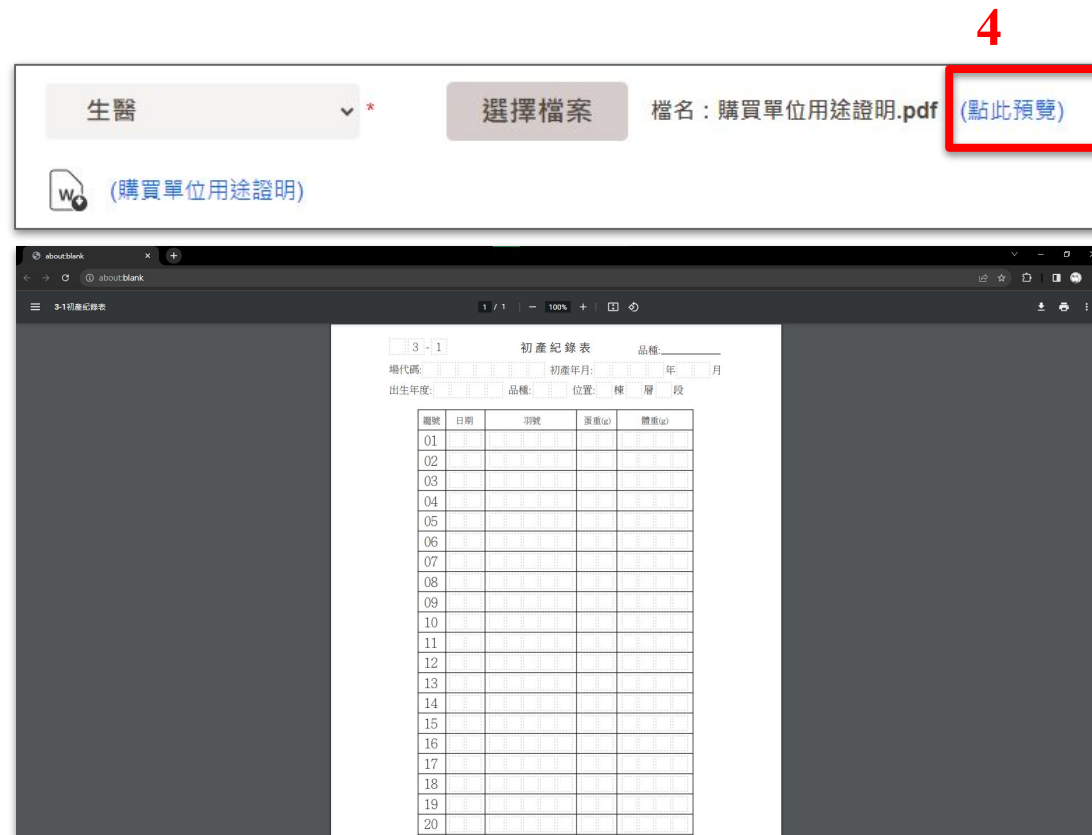 4
生醫 * 選擇檔案 檔名：購買單位用途證明.pdf (點此預覽)
W (購買單位用途證明)
about:blank
about:blank
3-1初產紀錄表 1 / 1 100%
3 - 1 初產紀錄表 品種:
場代碼: 初產年月: 年 月
出生年度: 品種: 位置: 棟 層 段
籠號 日期 羽號 蛋重(g) 體重(g)
01
02
03
04
05
06
07
08
09
10
11
12
13
14
15
16
17
18
19
20